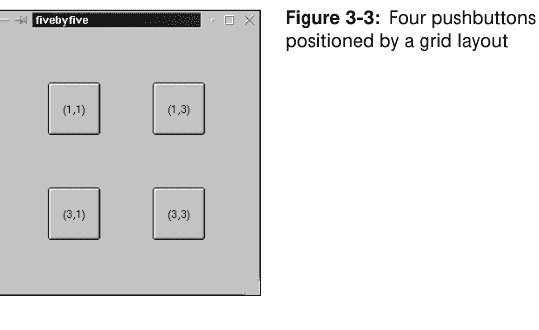 fivebyfive
Figure 3-3: Four pushbuttons
positioned by a grid layout
(1,1) (1,3)
(3,1) (3,3)